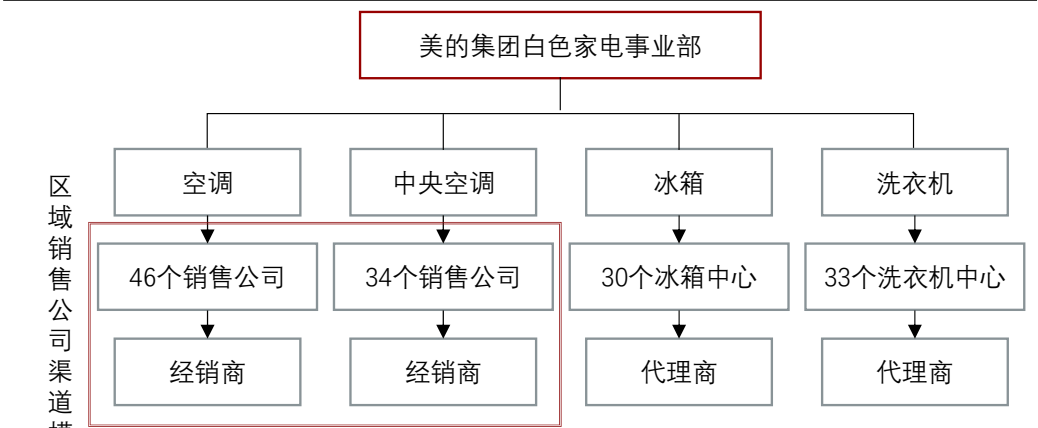 美的集团白色家电事业部
空调
中央空调
冰箱
洗衣机
区域销售公司渠道
46个销售公司
34个销售公司
30个冰箱中心
33个洗衣机中心
经销商
经销商
代理商
代理商